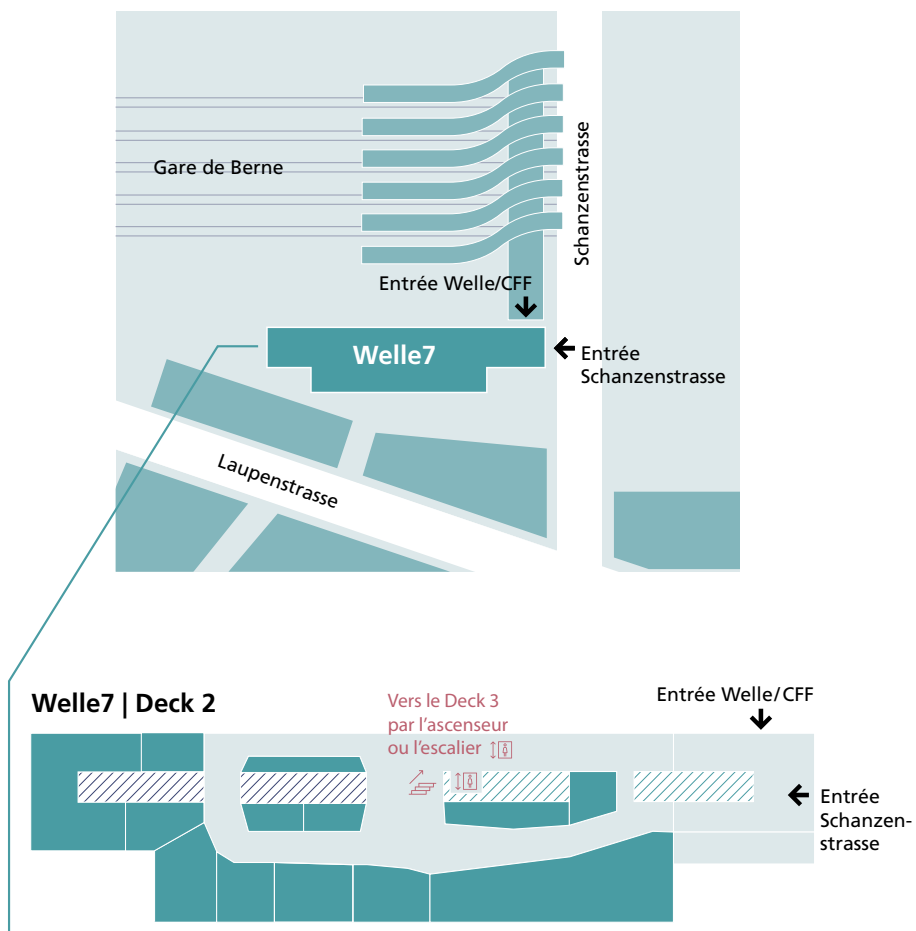 Gare de Berne
Schanzenstrasse
Entrée Welle/CFF
Welle7
Entrée
Schanzenstrasse
Laupenstrasse
Welle7 | Deck 2
Vers le Deck 3
par l’ascenseur
ou l’escalier
Entrée Welle/CFF
Entrée
Schanzen-
strasse